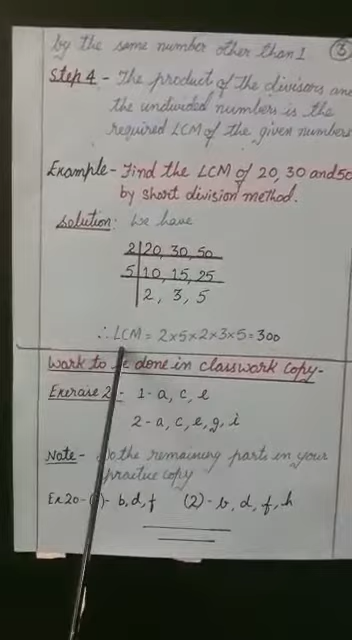 by the same number other than 1 3
Step 4 - The product of the divisors and
the undivided numbers is the
required LCM of the given numbers
Example - Find the LCM of 20, 30 and 50
by short division method.
Solution: We have
2|20, 30, 50
5|10, 15, 25
2, 3, 5
∴ LCM = 2×5×2×3×5=300
Work to be done in classwork copy-
Exercise 2 - 1- a, c, e
2 - a, c, e, g, i
Note - Do the remaining parts in your
practice copy
b, d, f (2)- b, d, f, h